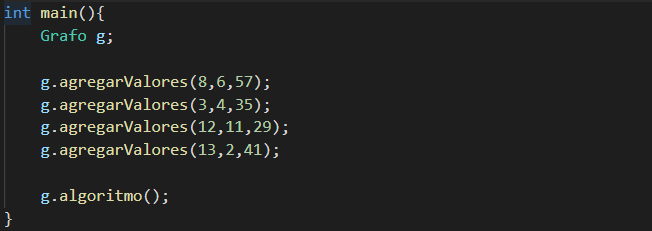 int main(){
Grafo g;
g.agregarValores(8,6,57);
g.agregarValores(3,4,35);
g.agregarValores(12,11,29);
g.agregarValores(13,2,41);
g.algoritmo();
}